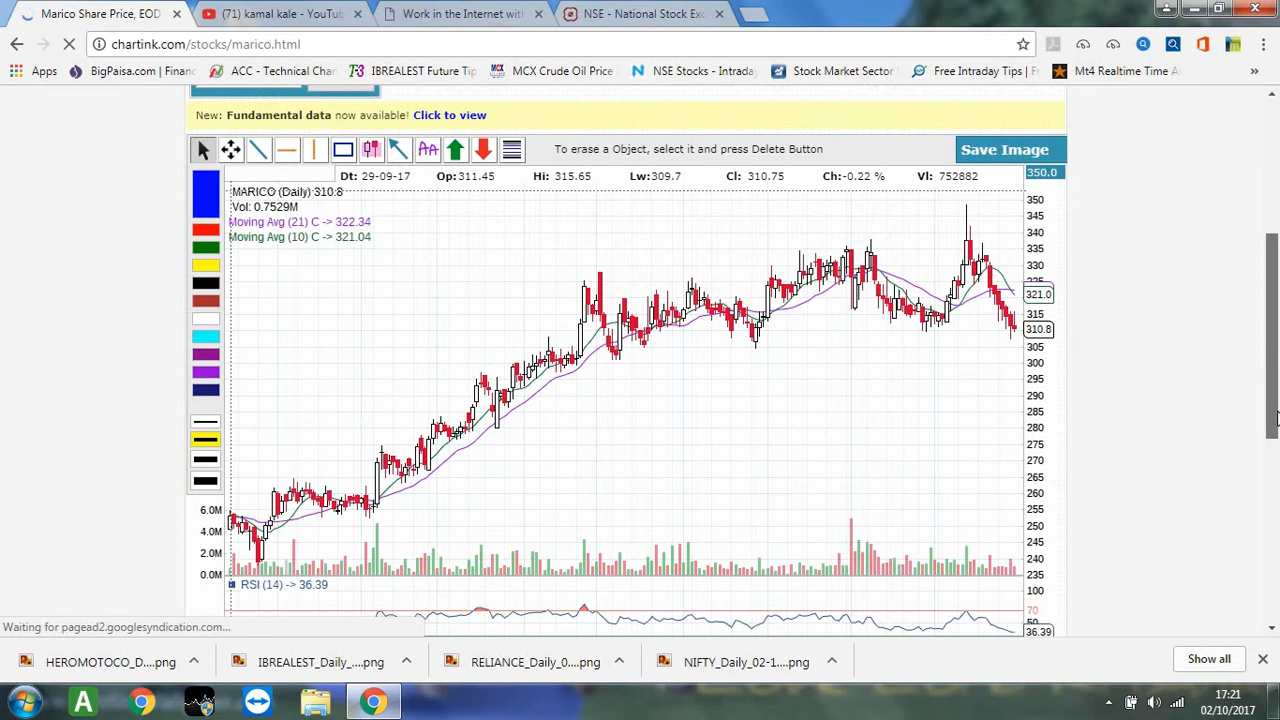 Marico Share Price, EOD
(71) kamal kale - YouTub
Work in the Internet with
NSE - National Stock Exc
chartink.com/stocks/marico.html
Apps
BigPaisa.com | Financ
ACC - Technical Char
IBREALEST Future Tip
MCX Crude Oil Price
NSE Stocks - Intrada
Stock Market Sector
Free Intraday Tips |
Mt4 Realtime Time A
»
New: Fundamental data now available! Click to view
To erase a Object, select it and press Delete Button
Save Image
Dt: 29-09-17 Op:311.45 Hi: 315.65 Lw:309.7 Cl: 310.75 Ch:-0.22 % Vl: 752882
350.0
MARICO (Daily) 310.8
Vol: 0.7529M
Moving Avg (21) C -> 322.34
Moving Avg (10) C -> 321.04
350
345
340
335
330
325
321.0
315
310.8
305
300
295
290
285
280
275
270
265
260
255
250
245
240
235
6.0M
4.0M
2.0M
0.0M
RSI (14) -> 36.39
100
70
50
36.39
Waiting for pagead2.googlesyndication.com...
HEROMOTOCO_D....png
IBREALEST_Daily_....png
RELIANCE_Daily_0....png
NIFTY_Daily_02-1....png
Show all
17:21
02/10/2017